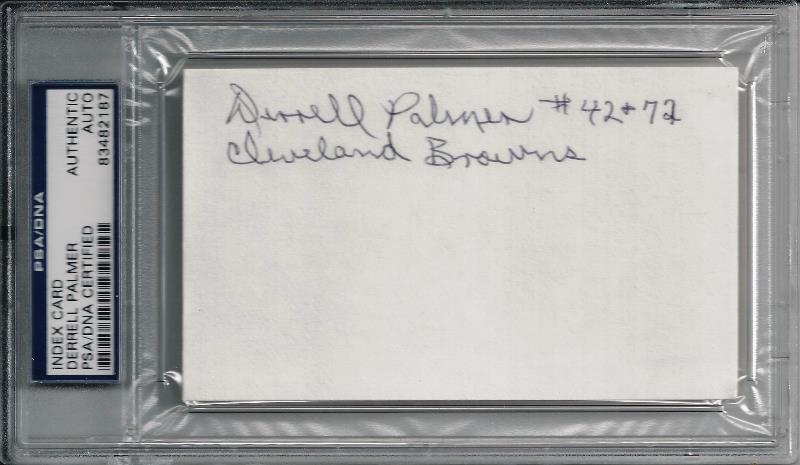 Derrell Palmer #42+72
Cleveland Browns
PSA/DNA
INDEX CARD
DERRELL PALMER
PSA/DNA CERTIFIED
AUTHENTIC
AUTO
83482187